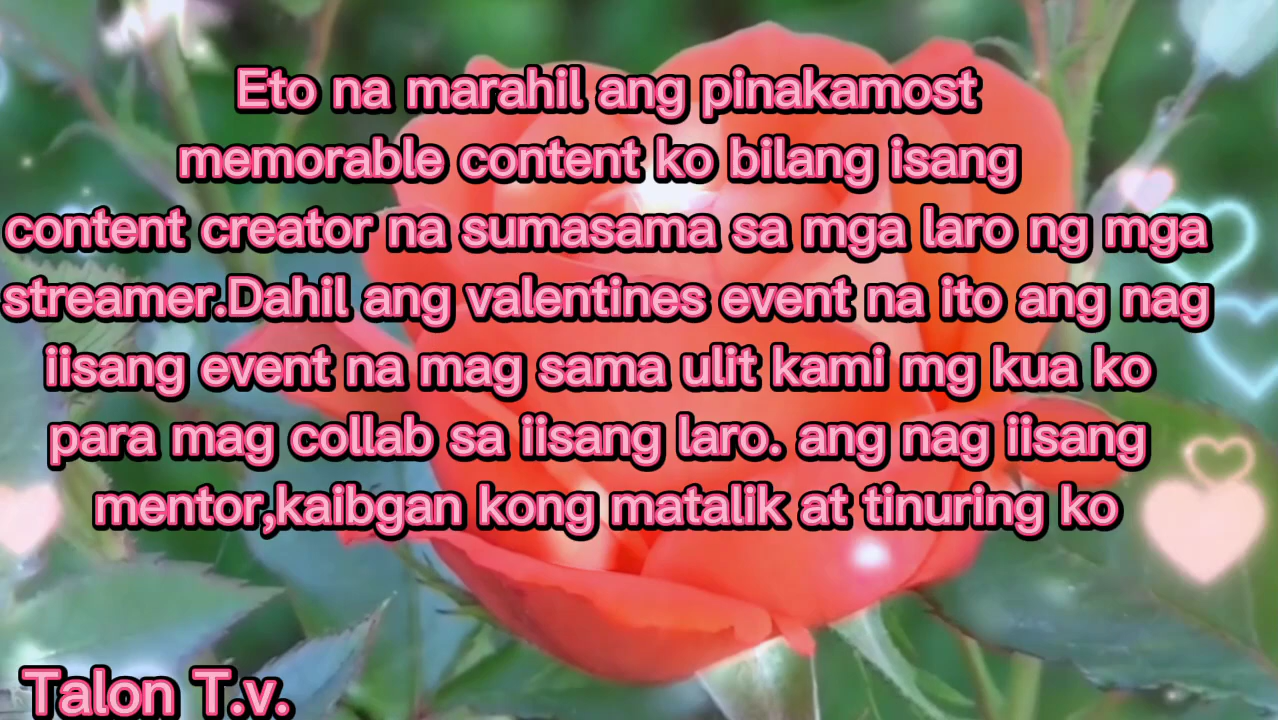 Eto na marahil ang pinakamost
memorable content ko bilang isang
content creator na sumasama sa mga laro ng mga
streamer.Dahil ang valentines event na ito ang nag
iisang event na mag sama ulit kami mg kua ko
para mag collab sa iisang laro. ang nag iisang
mentor,kaibgan kong matalik at tinuring ko
Talon T.v.